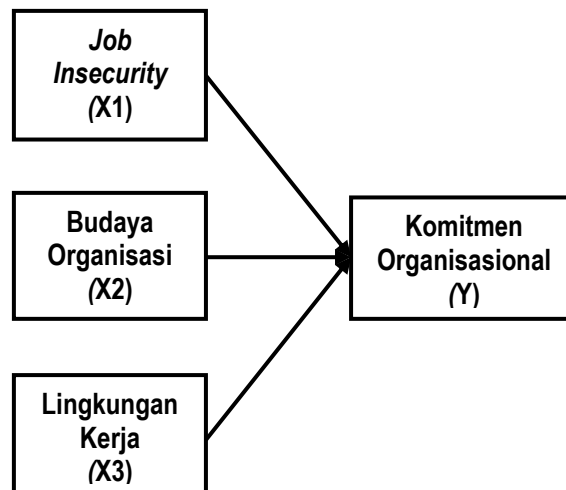 Job
Insecurity
(X1)
Budaya
Organisasi
(X2)
Komitmen
Organisasional
(Y)
Lingkungan
Kerja
(X3)